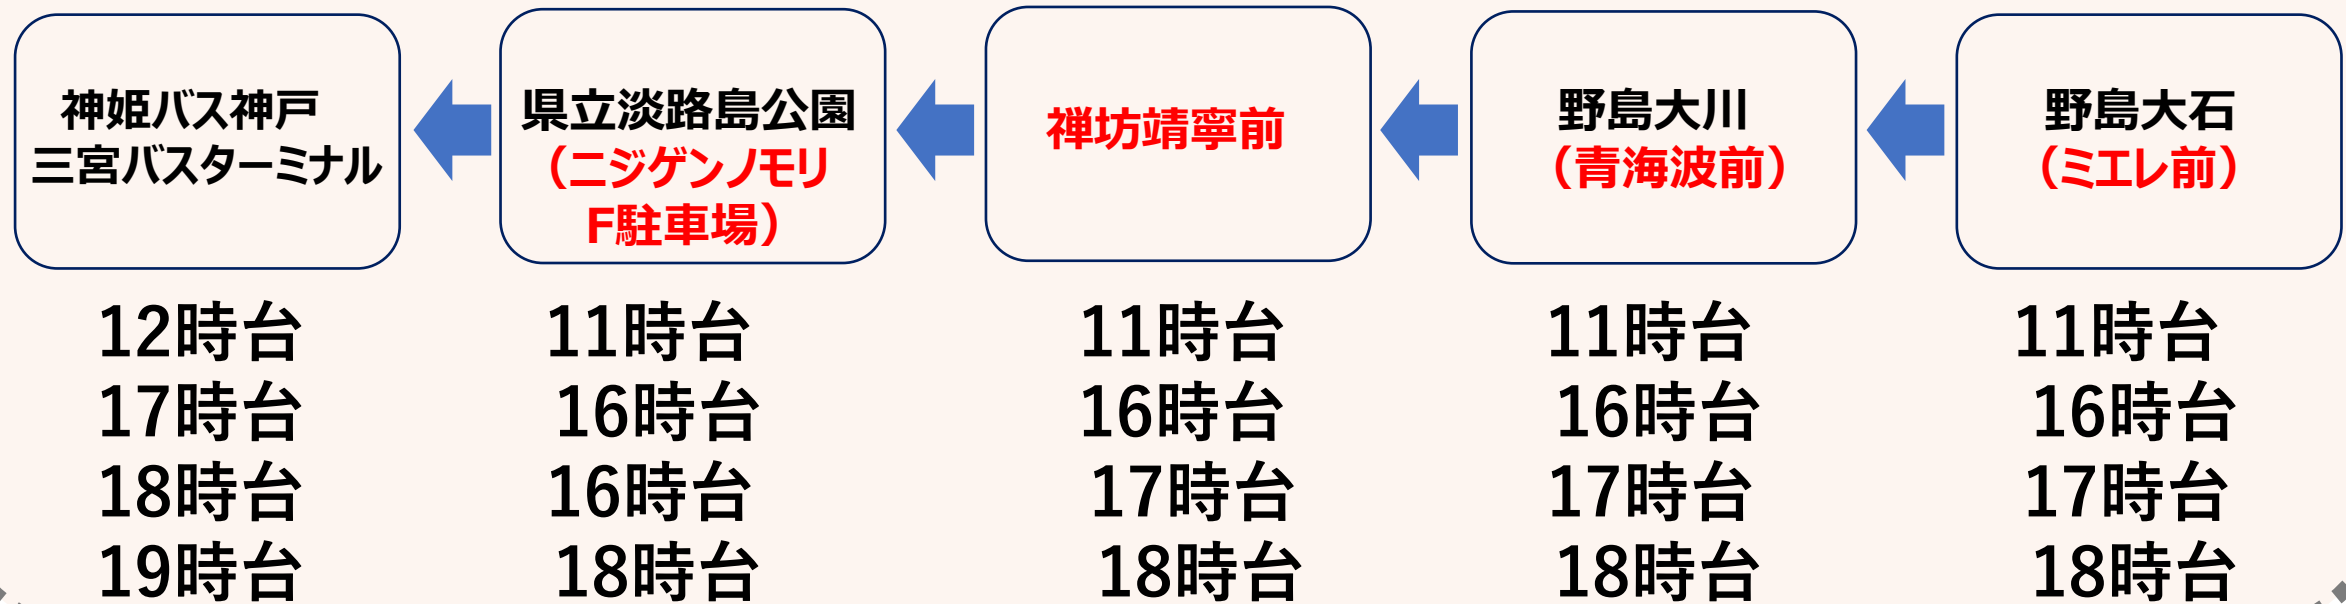 神姫バス神戸
三宮バスターミナル
県立淡路島公園
（ニジゲンノモリ
F駐車場）
禅坊靖寧前
野島大川
（青海波前）
野島大石
（ミエレ前）
12時台 11時台 11時台 11時台 11時台
17時台 16時台 16時台 16時台 16時台
18時台 16時台 17時台 17時台 17時台
19時台 18時台 18時台 18時台 18時台